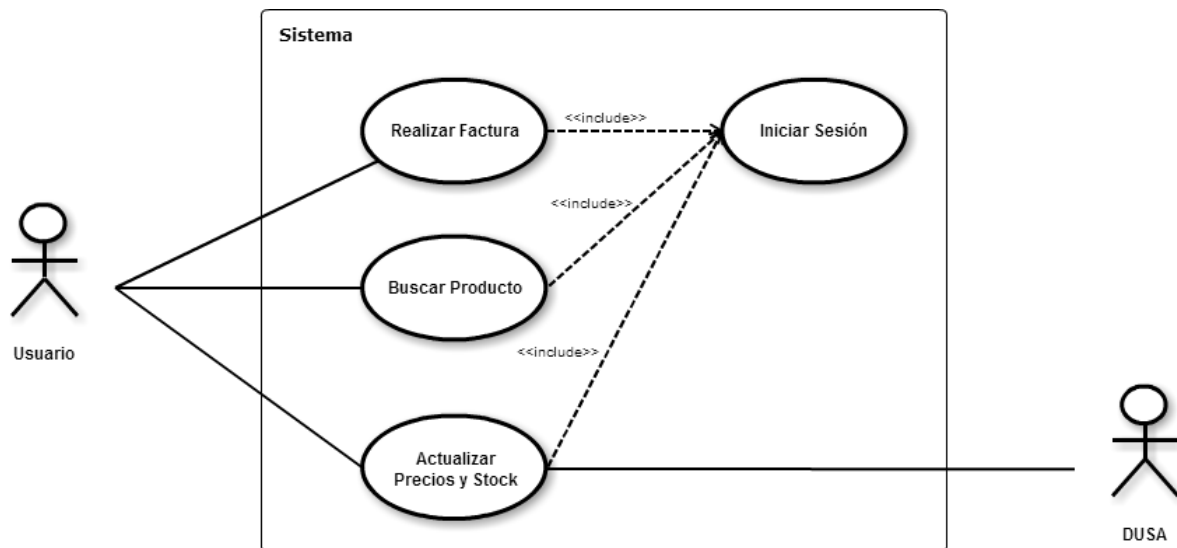 Sistema
Realizar Factura
<<include>>
Iniciar Sesión
<<include>>
Buscar Producto
Usuario
<<include>>
Actualizar
Precios y Stock
DUSA